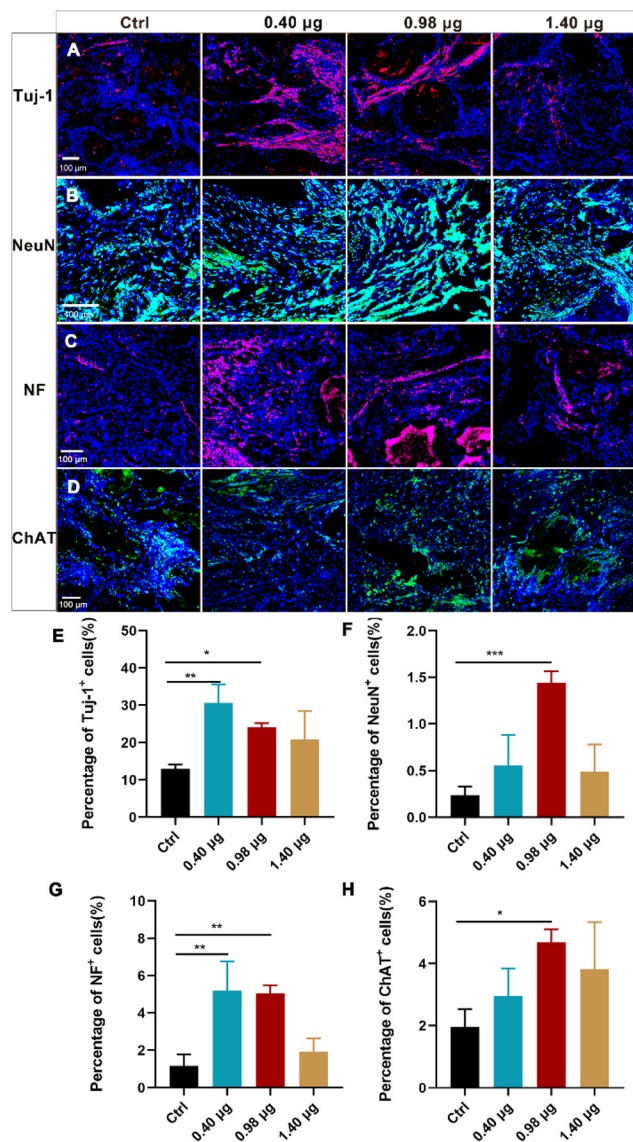 Ctrl 0.40 μg 0.98 μg 1.40 μg
A
Tuj-1
100 μm
B
NeuN
100 μm
C
NF
100 μm
D
ChAT
100 μm
E
Percentage of Tuj-1+ cells(%)
50
40
30
20
10
0
*
**
Ctrl
0.40 μg
0.98 μg
1.40 μg
F
Percentage of NeuN+ cells(%)
2.0
1.5
1.0
0.5
0.0
***
Ctrl
0.40 μg
0.98 μg
1.40 μg
G
Percentage of NF+ cells(%)
8
6
4
2
0
**
**
Ctrl
0.40 μg
0.98 μg
1.40 μg
H
Percentage of ChAT+ cells(%)
6
4
2
0
*
Ctrl
0.40 μg
0.98 μg
1.40 μg